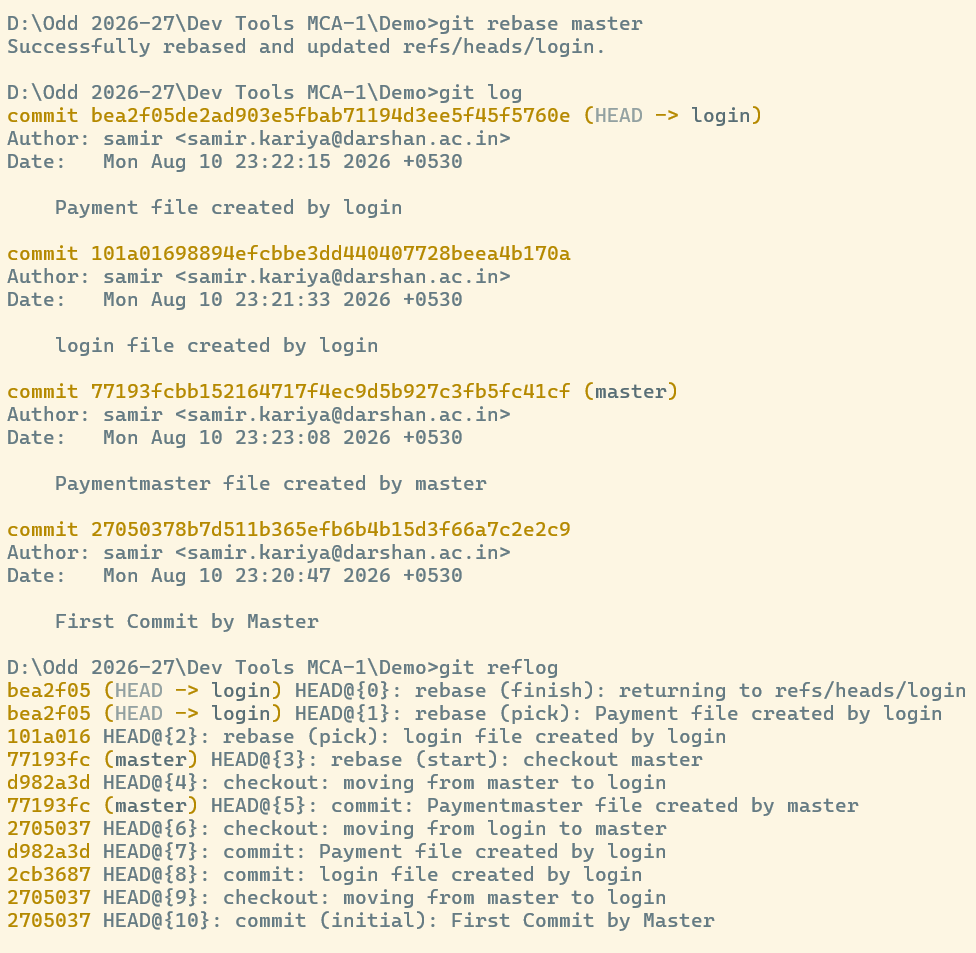 D:\Odd 2026-27\Dev Tools MCA-1\Demo>git rebase master
Successfully rebased and updated refs/heads/login.
D:\Odd 2026-27\Dev Tools MCA-1\Demo>git log
commit bea2f05de2ad903e5fbab71194d3ee5f45f5760e (HEAD -> login)
Author: samir <samir.kariya@darshan.ac.in>
Date:   Mon Aug 10 23:22:15 2026 +0530
    Payment file created by login
commit 101a01698894efcbbe3dd440407728beea4b170a
Author: samir <samir.kariya@darshan.ac.in>
Date:   Mon Aug 10 23:21:33 2026 +0530
    login file created by login
commit 77193fcbb152164717f4ec9d5b927c3fb5fc41cf (master)
Author: samir <samir.kariya@darshan.ac.in>
Date:   Mon Aug 10 23:23:08 2026 +0530
    Paymentmaster file created by master
commit 27050378b7d511b365efb6b4b15d3f66a7c2e2c9
Author: samir <samir.kariya@darshan.ac.in>
Date:   Mon Aug 10 23:20:47 2026 +0530
    First Commit by Master
D:\Odd 2026-27\Dev Tools MCA-1\Demo>git reflog
bea2f05 (HEAD -> login) HEAD@{0}: rebase (finish): returning to refs/heads/login
bea2f05 (HEAD -> login) HEAD@{1}: rebase (pick): Payment file created by login
101a016 HEAD@{2}: rebase (pick): login file created by login
77193fc (master) HEAD@{3}: rebase (start): checkout master
d982a3d HEAD@{4}: checkout: moving from master to login
77193fc (master) HEAD@{5}: commit: Paymentmaster file created by master
2705037 HEAD@{6}: checkout: moving from login to master
d982a3d HEAD@{7}: commit: Payment file created by login
2cb3687 HEAD@{8}: commit: login file created by login
2705037 HEAD@{9}: checkout: moving from master to login
2705037 HEAD@{10}: commit (initial): First Commit by Master